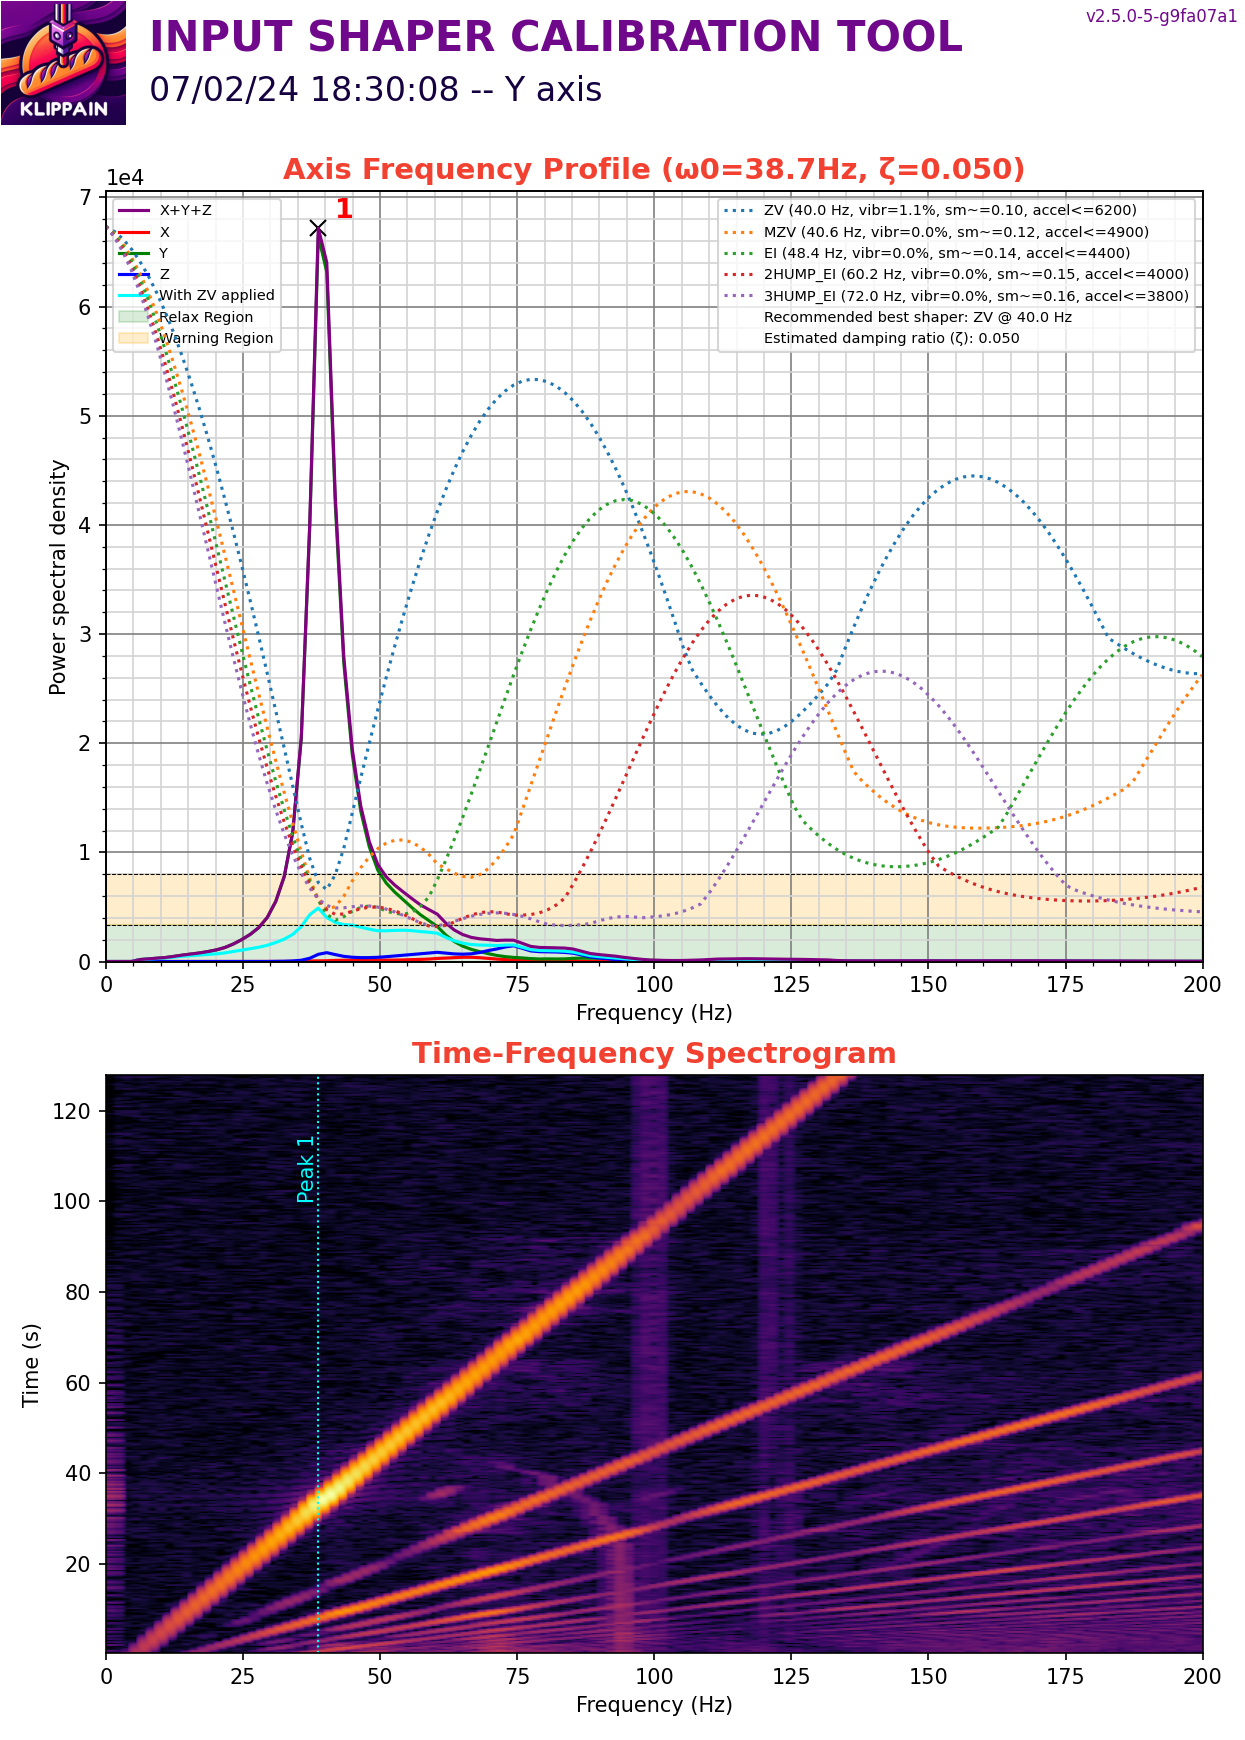 KLIPPAIN
INPUT SHAPER CALIBRATION TOOL
v2.5.0-5-g9fa07a1
07/02/24 18:30:08 -- Y axis
Axis Frequency Profile (ω0=38.7Hz, ζ=0.050)
1e4
1
X+Y+Z
X
Y
Z
With ZV applied
Relax Region
Warning Region
ZV (40.0 Hz, vibr=1.1%, sm~=0.10, accel<=6200)
MZV (40.6 Hz, vibr=0.0%, sm~=0.12, accel<=4900)
EI (48.4 Hz, vibr=0.0%, sm~=0.14, accel<=4400)
2HUMP_EI (60.2 Hz, vibr=0.0%, sm~=0.15, accel<=4000)
3HUMP_EI (72.0 Hz, vibr=0.0%, sm~=0.16, accel<=3800)
Recommended best shaper: ZV @ 40.0 Hz
Estimated damping ratio (ζ): 0.050
Power spectral density
7
6
5
4
3
2
1
0
0 25 50 75 100 125 150 175 200
Frequency (Hz)
Time-Frequency Spectrogram
Peak 1
Time (s)
120
100
80
60
40
20
0 25 50 75 100 125 150 175 200
Frequency (Hz)